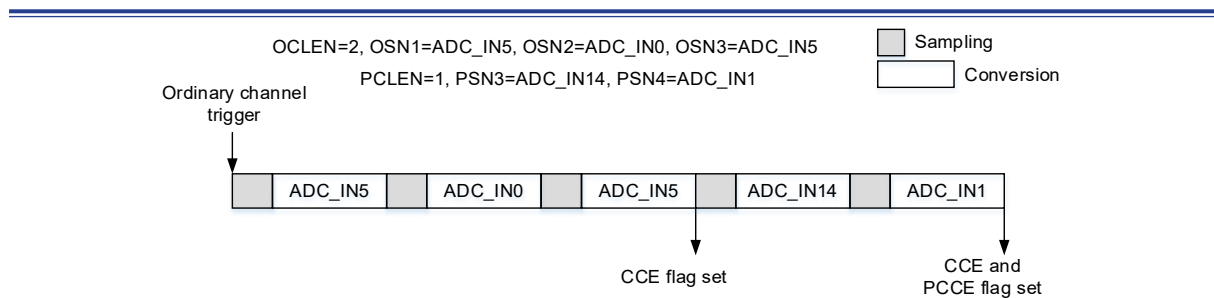 OCLEN=2, OSN1=ADC_IN5, OSN2=ADC_IN0, OSN3=ADC_IN5
PCLEN=1, PSN3=ADC_IN14, PSN4=ADC_IN1
Sampling
Conversion
Ordinary channel
trigger
ADC_IN5
ADC_IN0
ADC_IN5
ADC_IN14
ADC_IN1
CCE flag set
CCE and
PCCE flag set